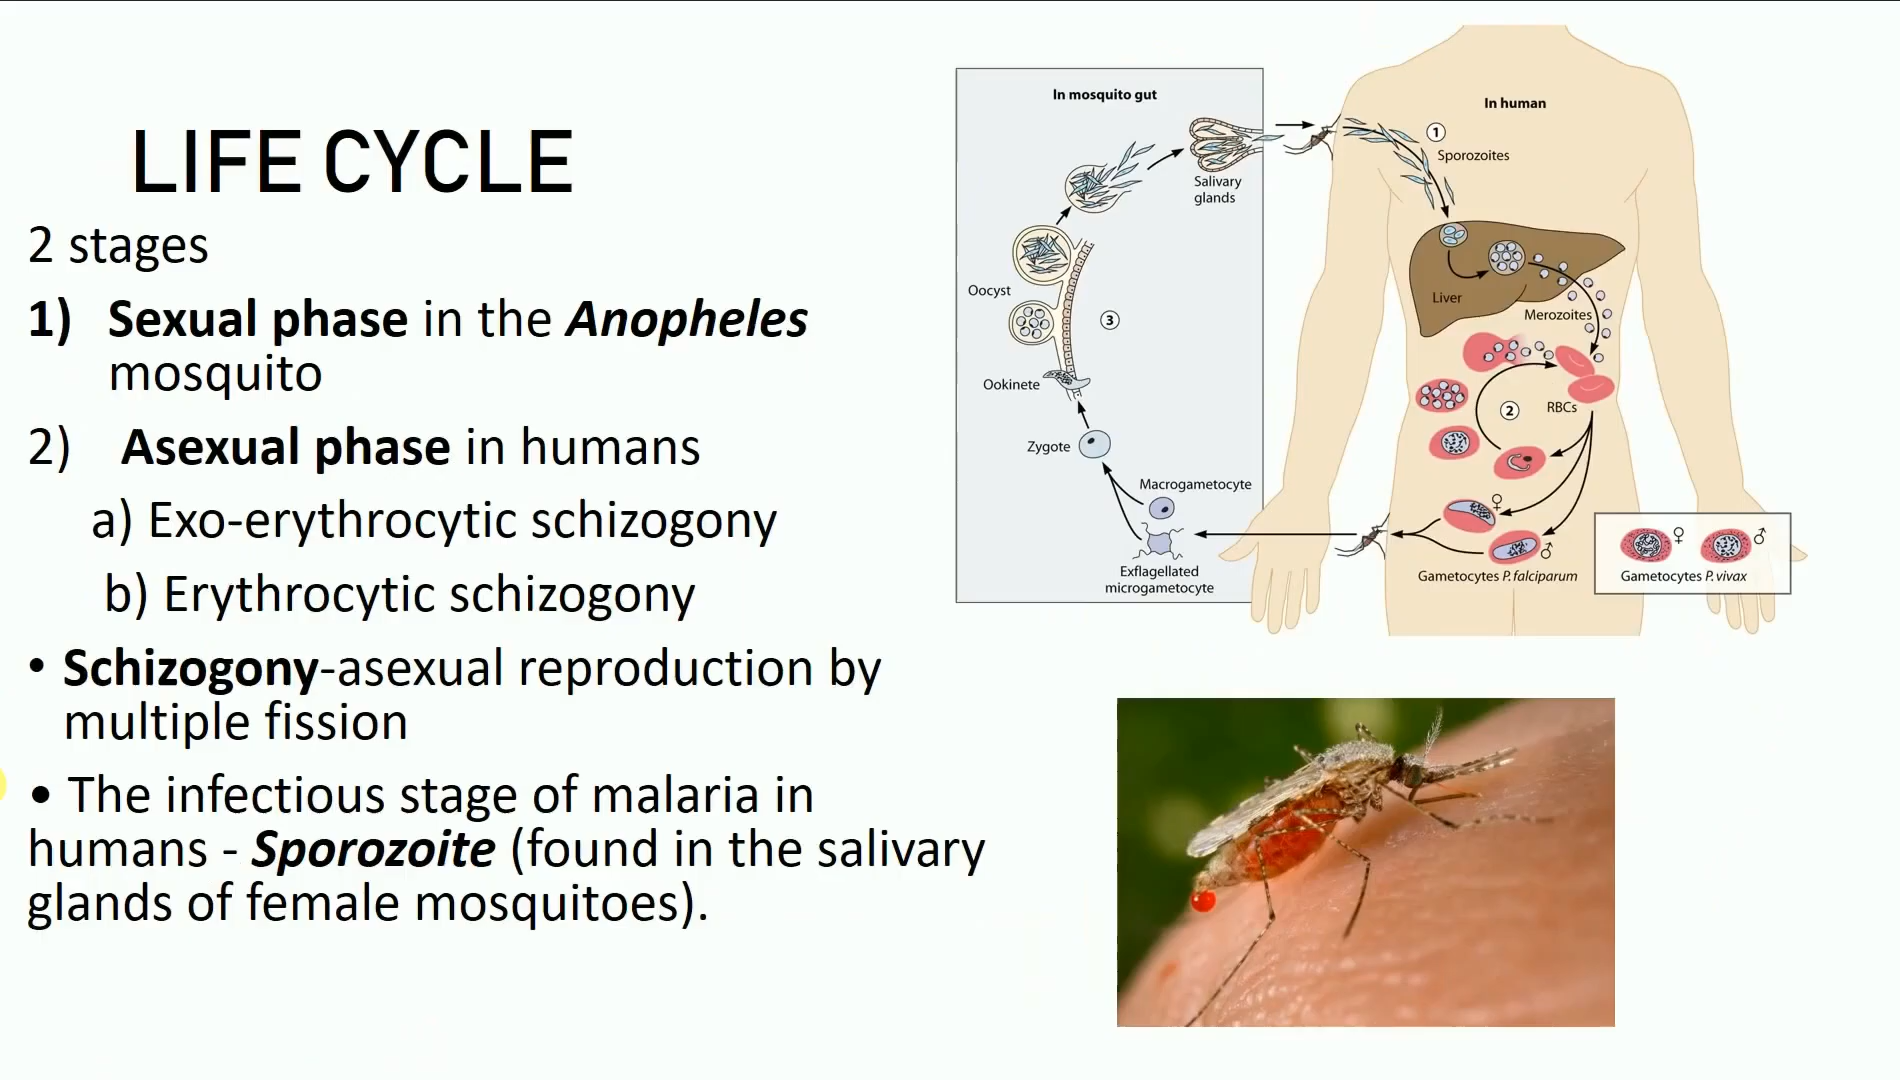 LIFE CYCLE
2 stages
1) Sexual phase in the Anopheles
mosquito
2) Asexual phase in humans
a) Exo-erythrocytic schizogony
b) Erythrocytic schizogony
• Schizogony-asexual reproduction by
multiple fission
• The infectious stage of malaria in
humans - Sporozoite (found in the salivary
glands of female mosquitoes).
In mosquito gut
Salivary
glands
Oocyst
3
Ookinete
Zygote
Macrogametocyte
Exflagellated
microgametocyte
In human
1
Sporozoites
Liver
Merozoites
RBCs
2
♀
♂
Gametocytes P. falciparum
♀ ♂
Gametocytes P. vivax